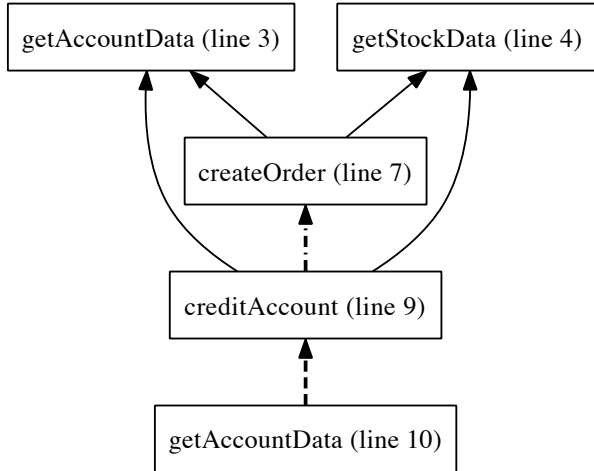 getAccountData (line 3)
getStockData (line 4)
createOrder (line 7)
creditAccount (line 9)
getAccountData (line 10)